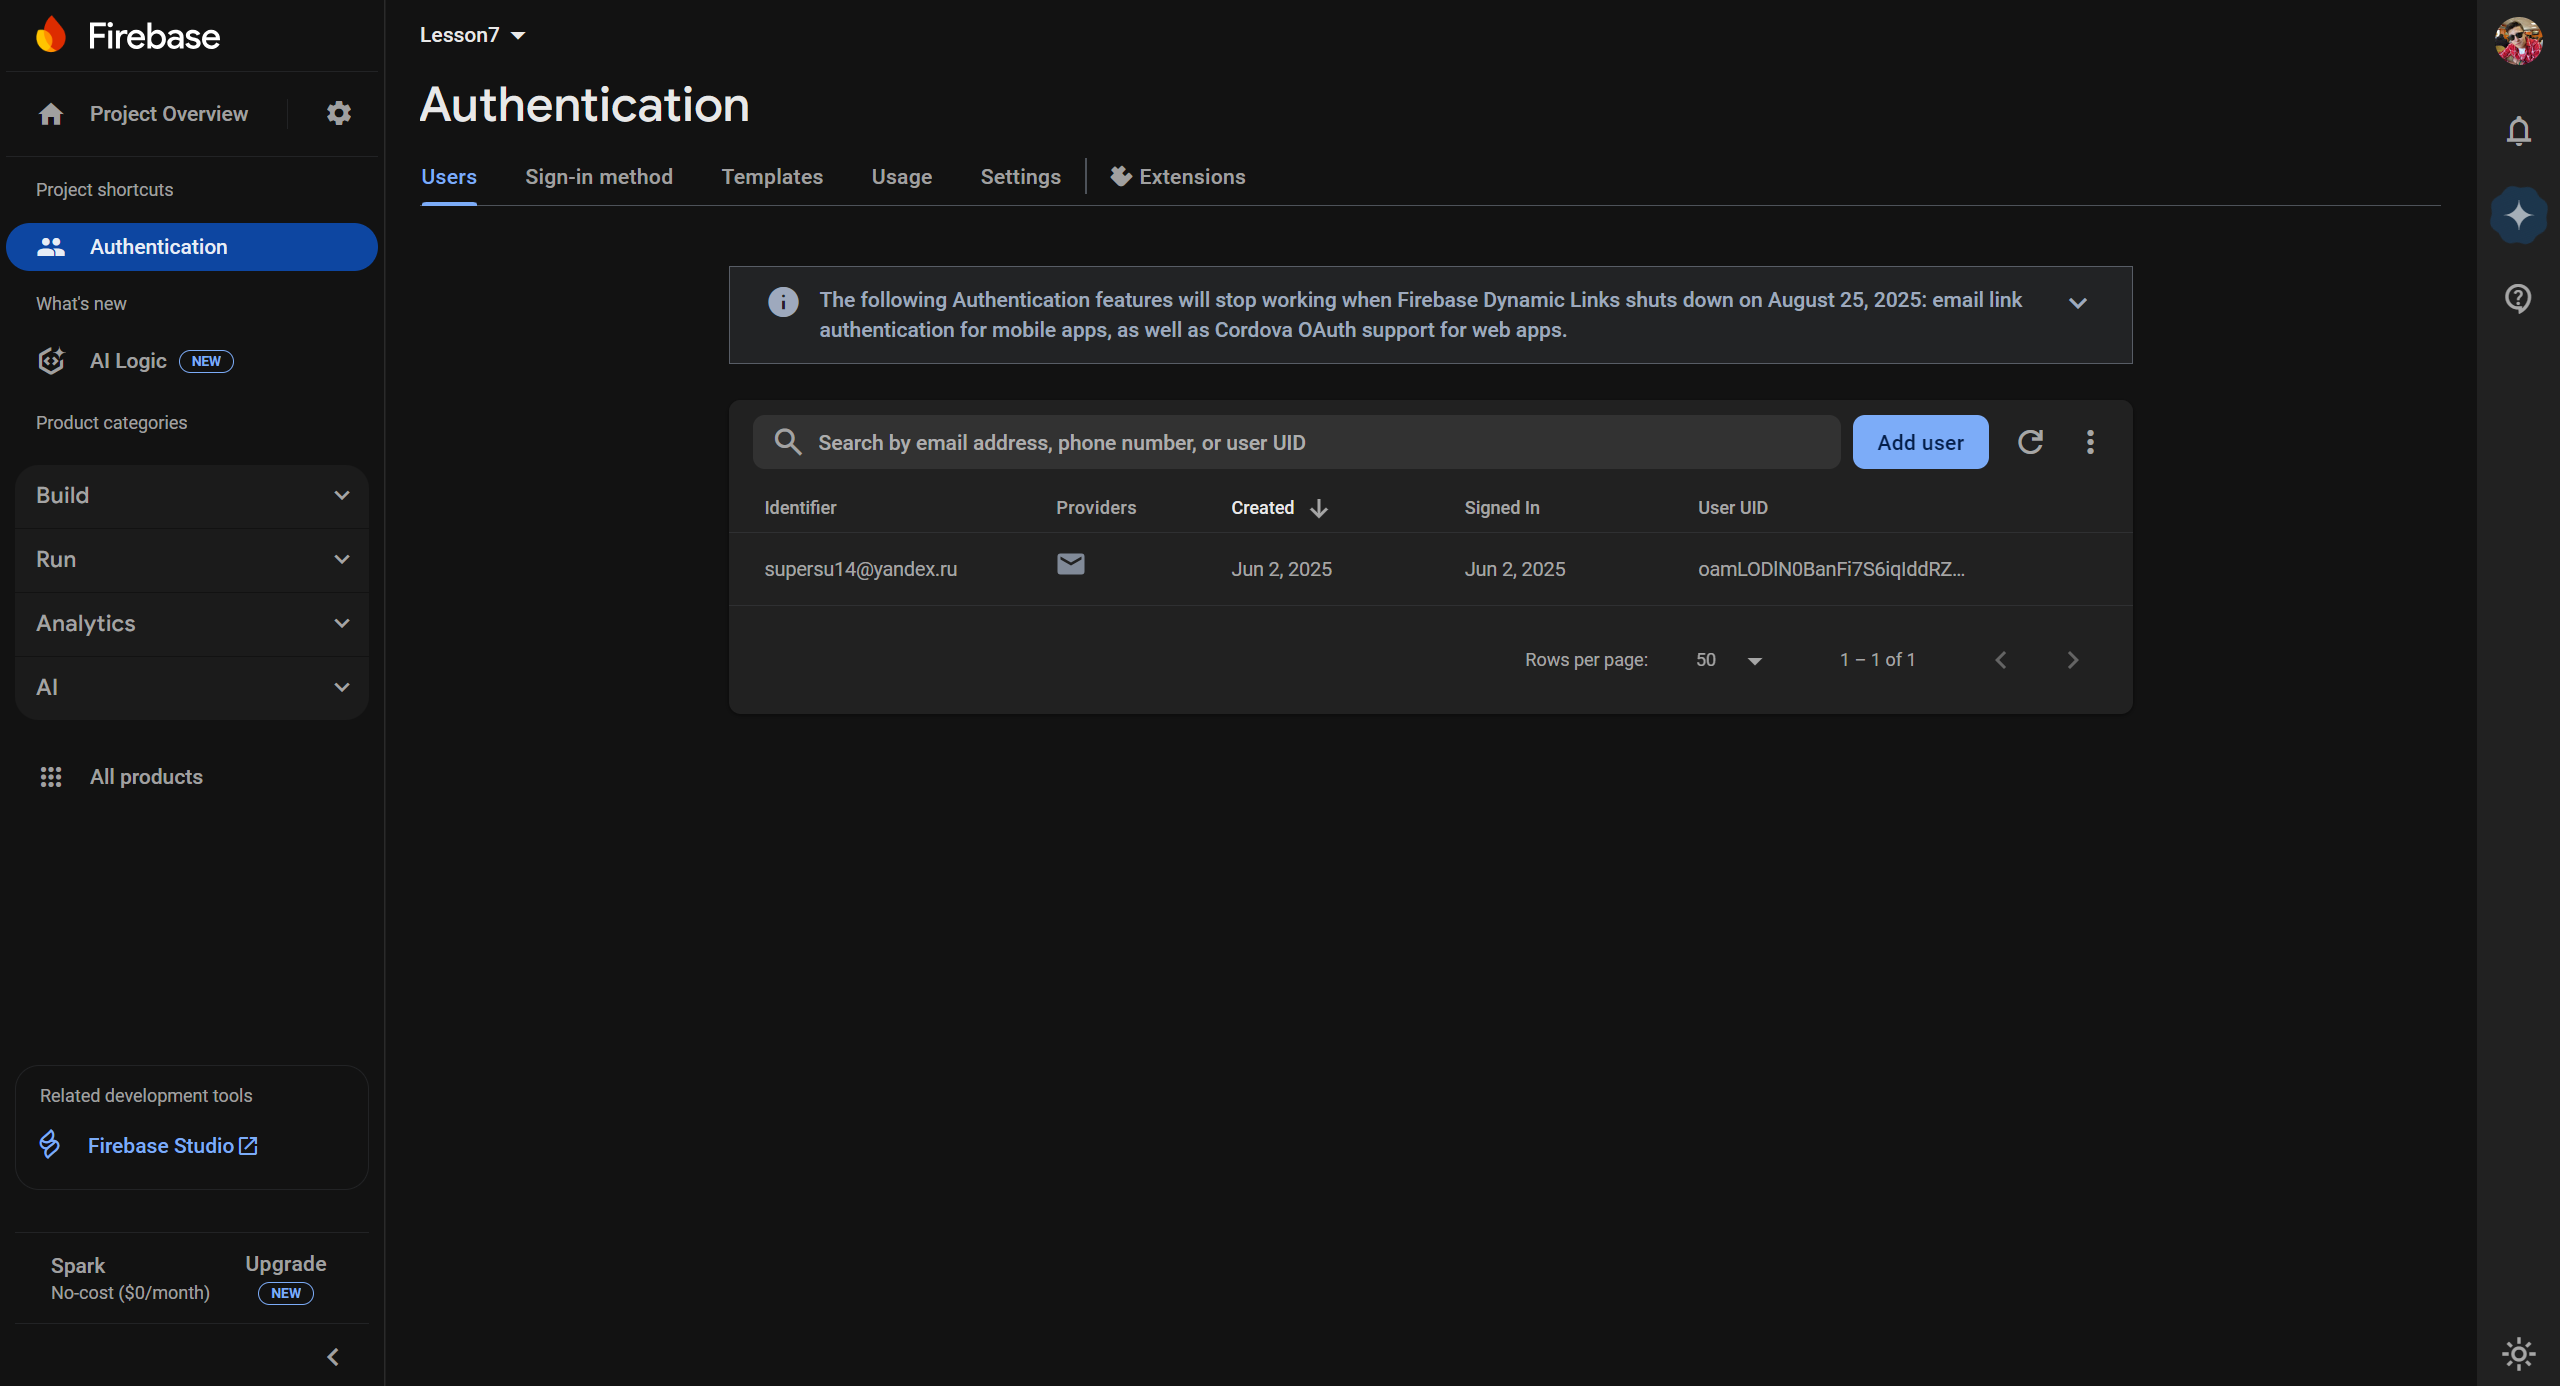 Firebase
Project Overview
Project shortcuts
Authentication
What's new
AI Logic NEW
Product categories
Build
Run
Analytics
AI
All products
Related development tools
Firebase Studio
Spark
No-cost ($0/month)
Upgrade
NEW
Lesson7
Authentication
Users Sign-in method Templates Usage Settings Extensions
The following Authentication features will stop working when Firebase Dynamic Links shuts down on August 25, 2025: email link
authentication for mobile apps, as well as Cordova OAuth support for web apps.
Search by email address, phone number, or user UID Add user
Identifier Providers Created Signed In User UID
supersu14@yandex.ru Jun 2, 2025 Jun 2, 2025 oamLODlN0BanFi7S6iqIddRZ...
Rows per page: 50 1 – 1 of 1